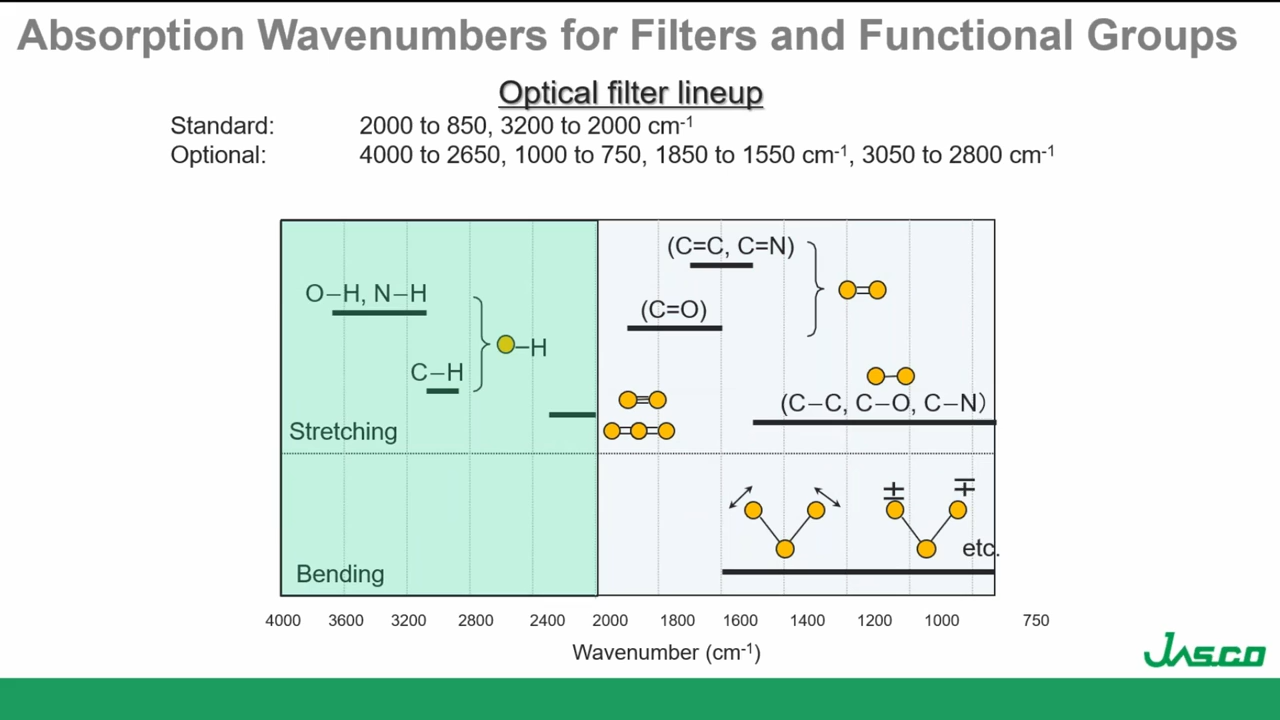 Absorption Wavenumbers for Filters and Functional Groups
Optical filter lineup
Standard: 2000 to 850, 3200 to 2000 cm⁻¹
Optional: 4000 to 2650, 1000 to 750, 1850 to 1550 cm⁻¹, 3050 to 2800 cm⁻¹
(C=C, C=N)
O–H, N–H
(C=O)
–H
C–H
(C–C, C–O, C–N)
Stretching
± ∓
etc.
Bending
4000 3600 3200 2800 2400 2000 1800 1600 1400 1200 1000 750
Wavenumber (cm⁻¹)
JASCO